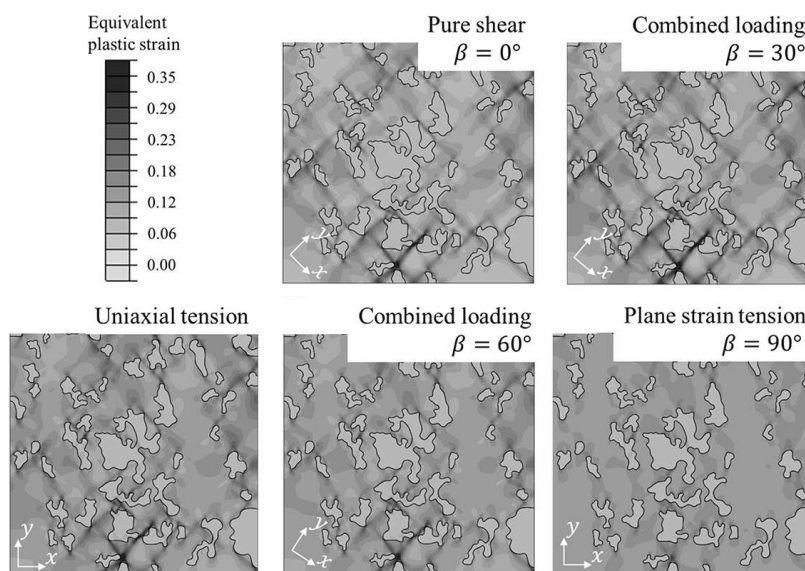 Equivalent
plastic strain
0.35
0.29
0.23
0.18
0.12
0.06
0.00
Pure shear
β = 0°
y
x
Combined loading
β = 30°
y
x
Uniaxial tension
y
x
Combined loading
β = 60°
y
x
Plane strain tension
β = 90°
y
x